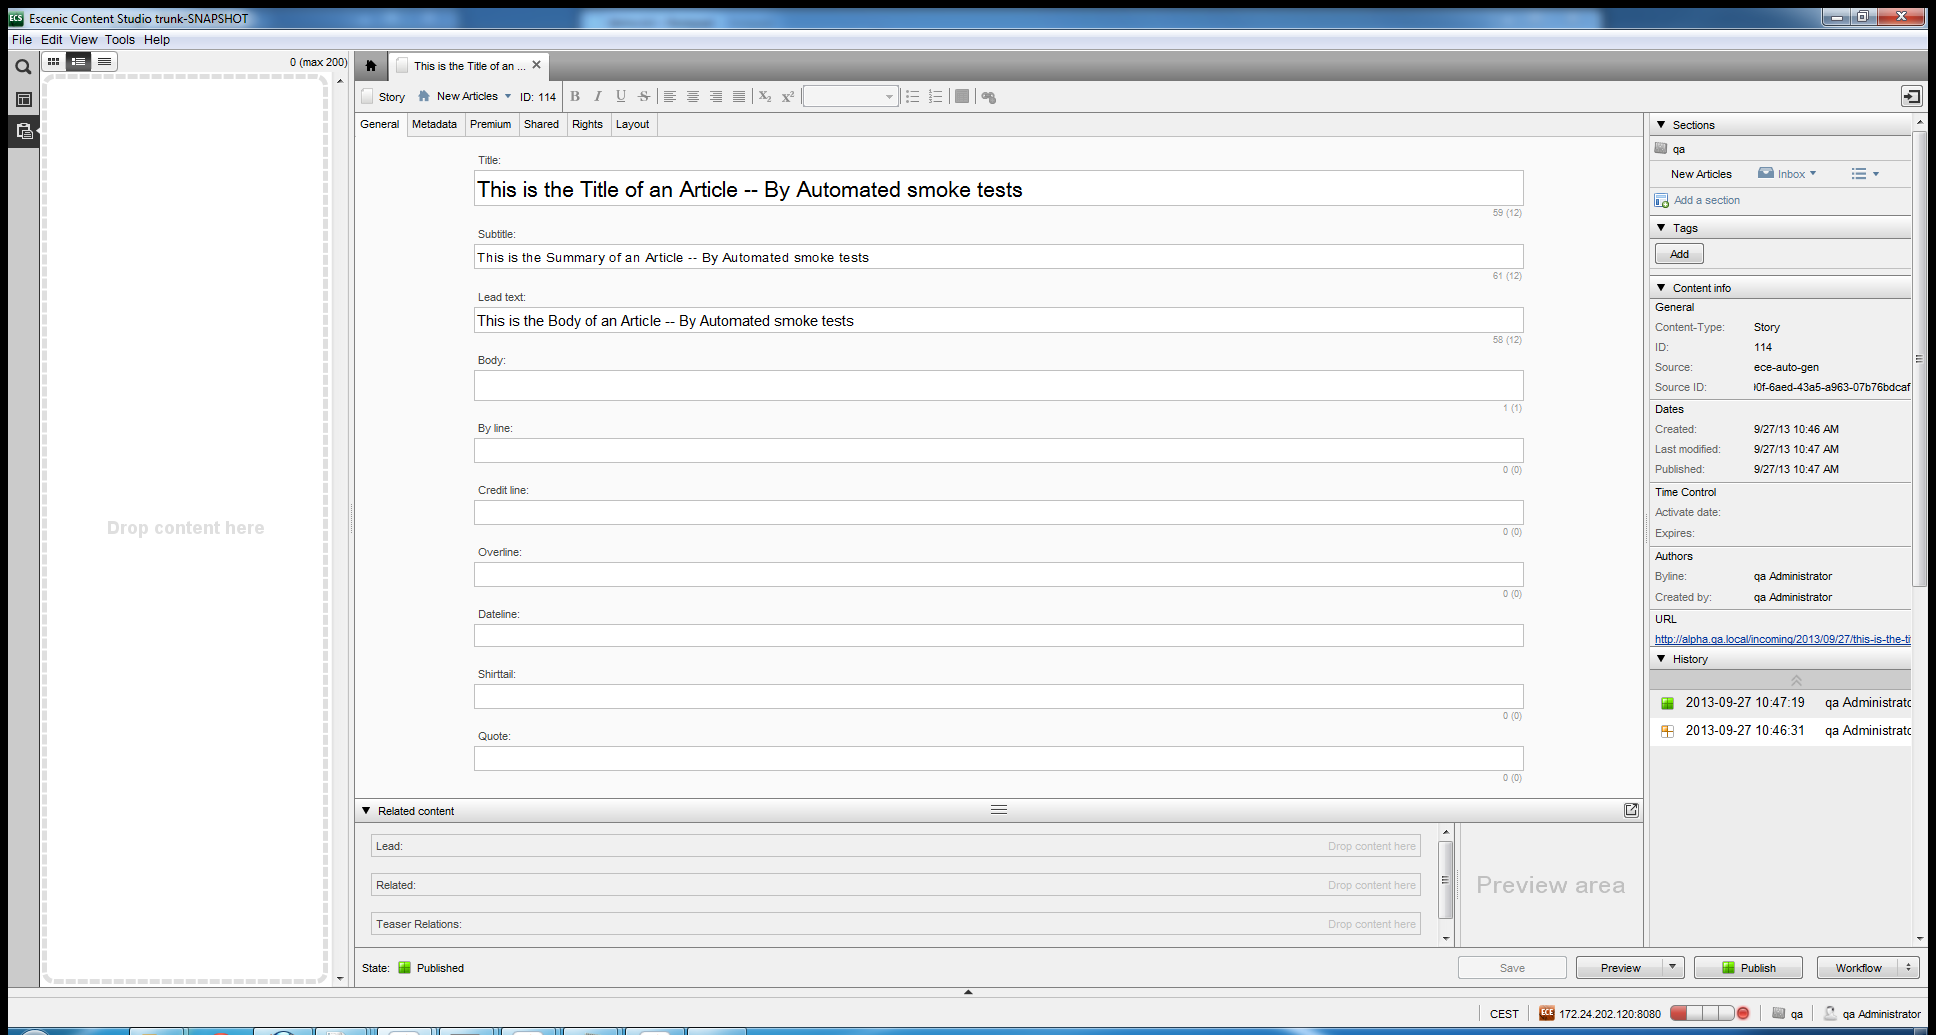 ECS Escenic Content Studio trunk-SNAPSHOT
File Edit View Tools Help
0 (max 200)
This is the Title of an ...
Story New Articles ID: 114 B I U S X₂ X²
General Metadata Premium Shared Rights Layout
Drop content here
Title:
This is the Title of an Article -- By Automated smoke tests
59 (12)
Subtitle:
This is the Summary of an Article -- By Automated smoke tests
61 (12)
Lead text:
This is the Body of an Article -- By Automated smoke tests
58 (12)
Body:
1 (1)
By line:
0 (0)
Credit line:
0 (0)
Overline:
0 (0)
Dateline:
Shirttail:
0 (0)
Quote:
0 (0)
Related content
Lead: Drop content here
Related: Drop content here
Teaser Relations: Drop content here
Preview area
Sections
qa
New Articles Inbox
Add a section
Tags
Add
Content info
General
Content-Type: Story
ID: 114
Source: ece-auto-gen
Source ID: 0f-6aed-43a5-a963-07b76bdcaf
Dates
Created: 9/27/13 10:46 AM
Last modified: 9/27/13 10:47 AM
Published: 9/27/13 10:47 AM
Time Control
Activate date:
Expires:
Authors
Byline: qa Administrator
Created by: qa Administrator
URL
http://alpha.qa.local/incoming/2013/09/27/this-is-the-ti
History
2013-09-27 10:47:19 qa Administrato
2013-09-27 10:46:31 qa Administrato
State: Published
Save Preview Publish Workflow
CEST ECE 172.24.202.120:8080 qa qa Administrator